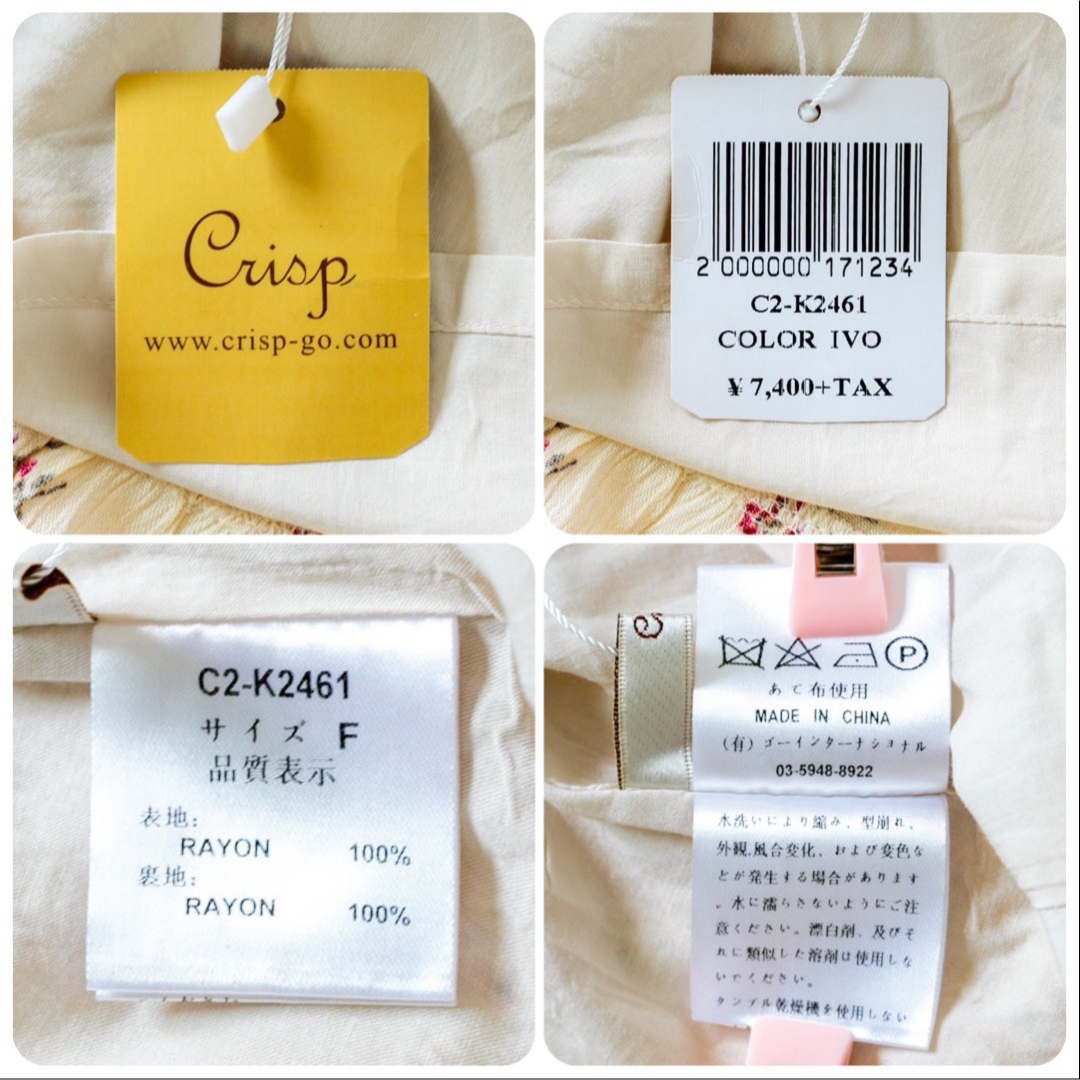 Crisp
www.crisp-go.com
2 000000 171234
C2-K2461
COLOR IVO
¥ 7,400+TAX
C2-K2461
サイズ F
品質表示
表地:
RAYON 100%
裏地:
RAYON 100%
P
あて布使用
MADE IN CHINA
(有) ゴーインターナショナル
03-5948-8922
水洗いにより縮み、型崩れ、
外観.風合変化、および変色な
どが発生する場合があります
。水に濡らさないようにご注
意ください。漂白剤、及びそ
れに類似した溶剤は使用しな
いでください。
タンブル乾燥機を使用しない